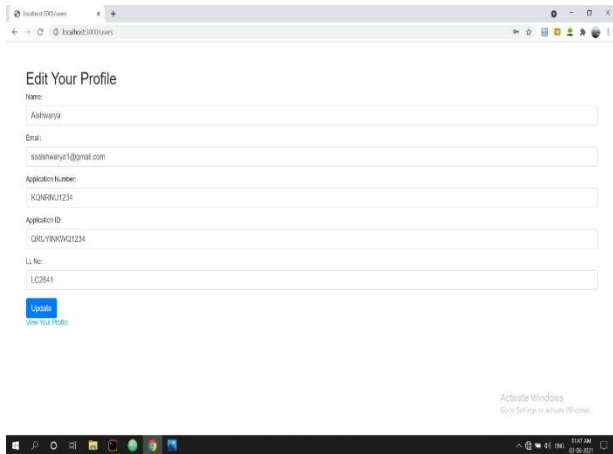 localhost:3000/users
localhost:3000/users
Edit Your Profile
Name:
Aishwarya
Email:
ssaishwarya1@gmail.com
Application Number:
KQNRNU1234
Application ID:
QRUYINKWQ1234
LL No:
LC2641
Update
View Your Profile
Activate Windows
Go to Settings to activate Windows.
ENG
11:47 AM
02-06-2021